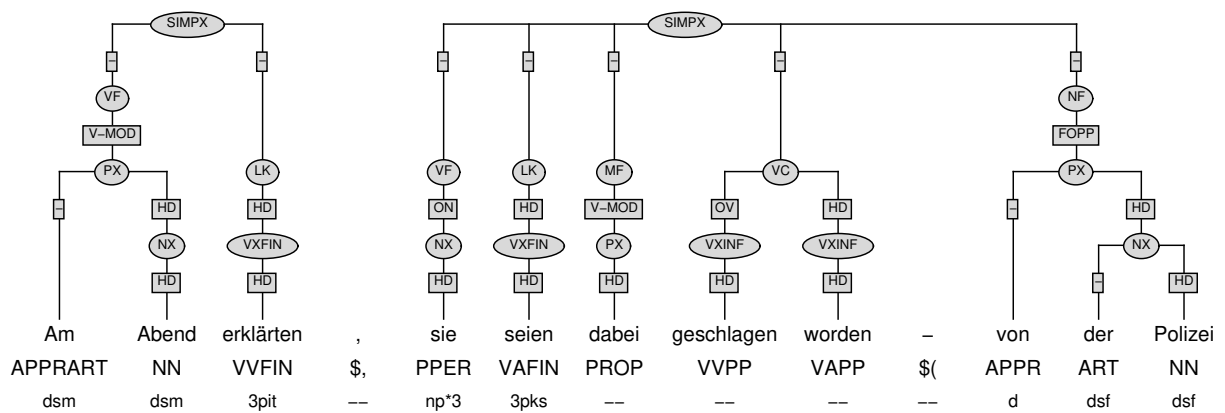 SIMPX SIMPX
– – – – – – –
VF NF
V–MOD FOPP
PX LK VF LK MF VC PX
– HD HD ON HD V–MOD OV HD – HD
NX VXFIN NX VXFIN PX VXINF VXINF NX
HD HD HD HD HD HD HD – HD
Am Abend erklärten , sie seien dabei geschlagen worden – von der Polizei
APPRART NN VVFIN $, PPER VAFIN PROP VVPP VAPP $( APPR ART NN
dsm dsm 3pit –– np*3 3pks –– –– –– –– d dsf dsf